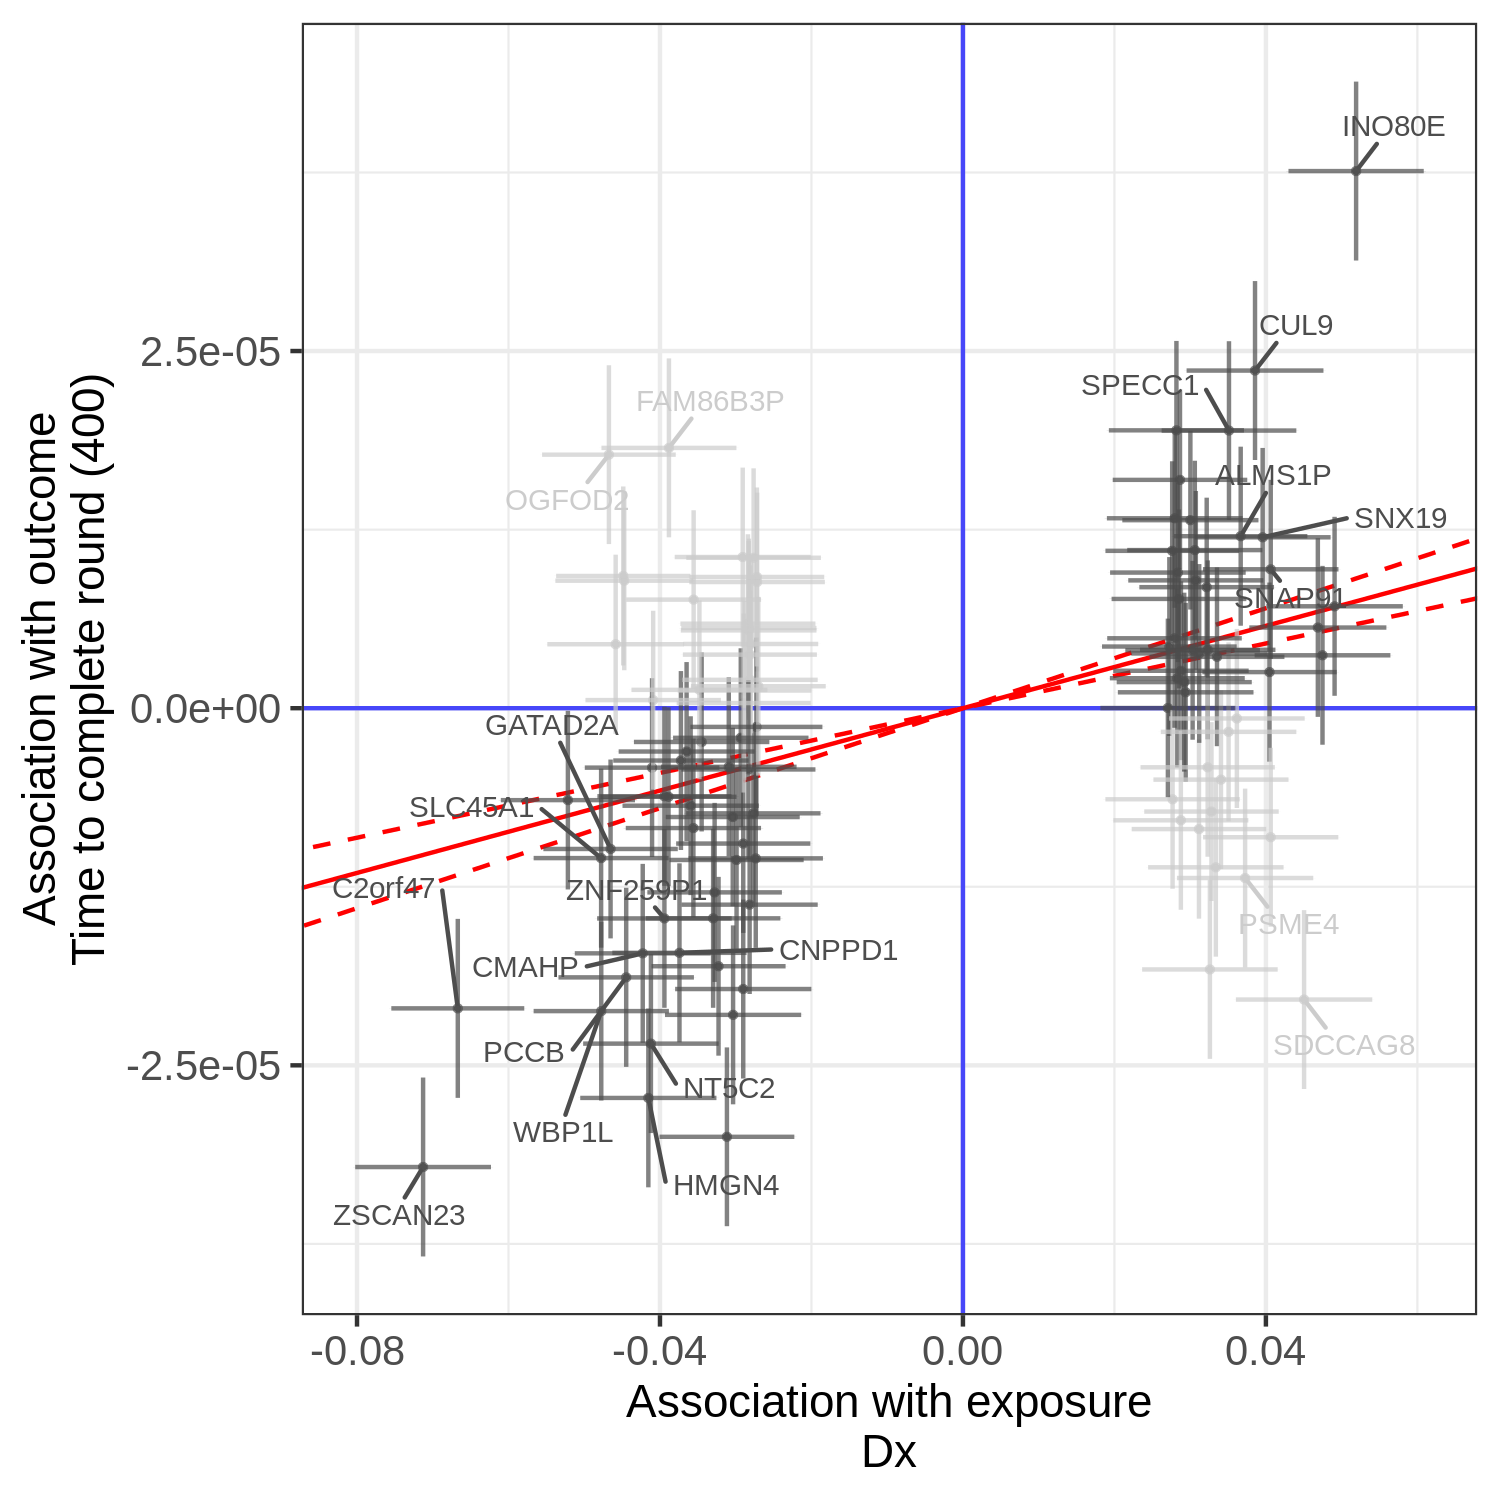 INO80E
CUL9
SPECC1
FAM86B3P
ALMS1P
OGFOD2
SNX19
SNAP91
GATAD2A
SLC45A1
C2orf47
ZNF259P1
PSME4
CNPPD1
CMAHP
SDCCAG8
PCCB
NT5C2
WBP1L
HMGN4
ZSCAN23
2.5e-05
0.0e+00
-2.5e-05
-0.08
-0.04
0.00
0.04
Association with exposure
Dx
Association with outcome
Time to complete round (400)